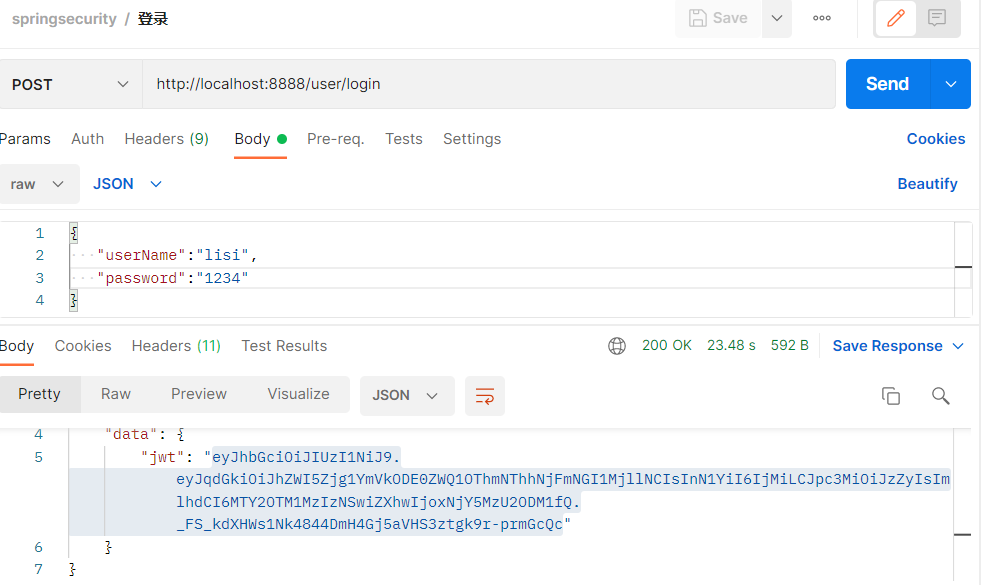 springsecurity / 登录
Save
POST
http://localhost:8888/user/login
Send
Params Auth Headers (9) Body Pre-req. Tests Settings Cookies
raw JSON Beautify
1 {
2 "userName":"lisi",
3 "password":"1234"
4 }
Body Cookies Headers (11) Test Results 200 OK 23.48 s 592 B Save Response
Pretty Raw Preview Visualize JSON
4 "data": {
5 "jwt": "eyJhbGciOiJIUzI1NiJ9.
eyJqdGkiOiJhZWI5Zjg1YmVkODE0ZWQ1OThmNThhNjFmNGI1MjllNCIsInN1YiI6IjMiLCJpc3MiOiJzZyIsIm
lhdCI6MTY2OTM1MzIzNSwiZXhwIjoxNjY5MzU2ODM1fQ.
_FS_kdXHWs1Nk4844DmH4Gj5aVHS3ztgk9r-prmGcQc"
6 }
7 }